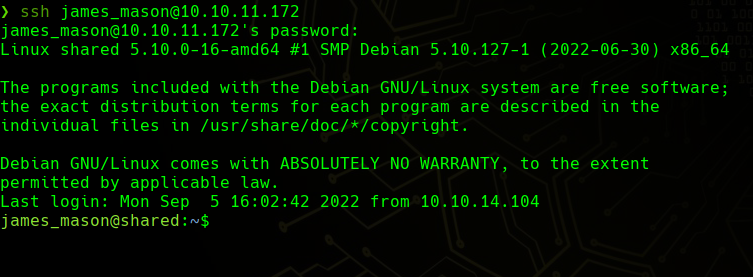 ❯ ssh james_mason@10.10.11.172
james_mason@10.10.11.172's password:
Linux shared 5.10.0-16-amd64 #1 SMP Debian 5.10.127-1 (2022-06-30) x86_64
The programs included with the Debian GNU/Linux system are free software;
the exact distribution terms for each program are described in the
individual files in /usr/share/doc/*/copyright.
Debian GNU/Linux comes with ABSOLUTELY NO WARRANTY, to the extent
permitted by applicable law.
Last login: Mon Sep  5 16:02:42 2022 from 10.10.14.104
james_mason@shared:~$